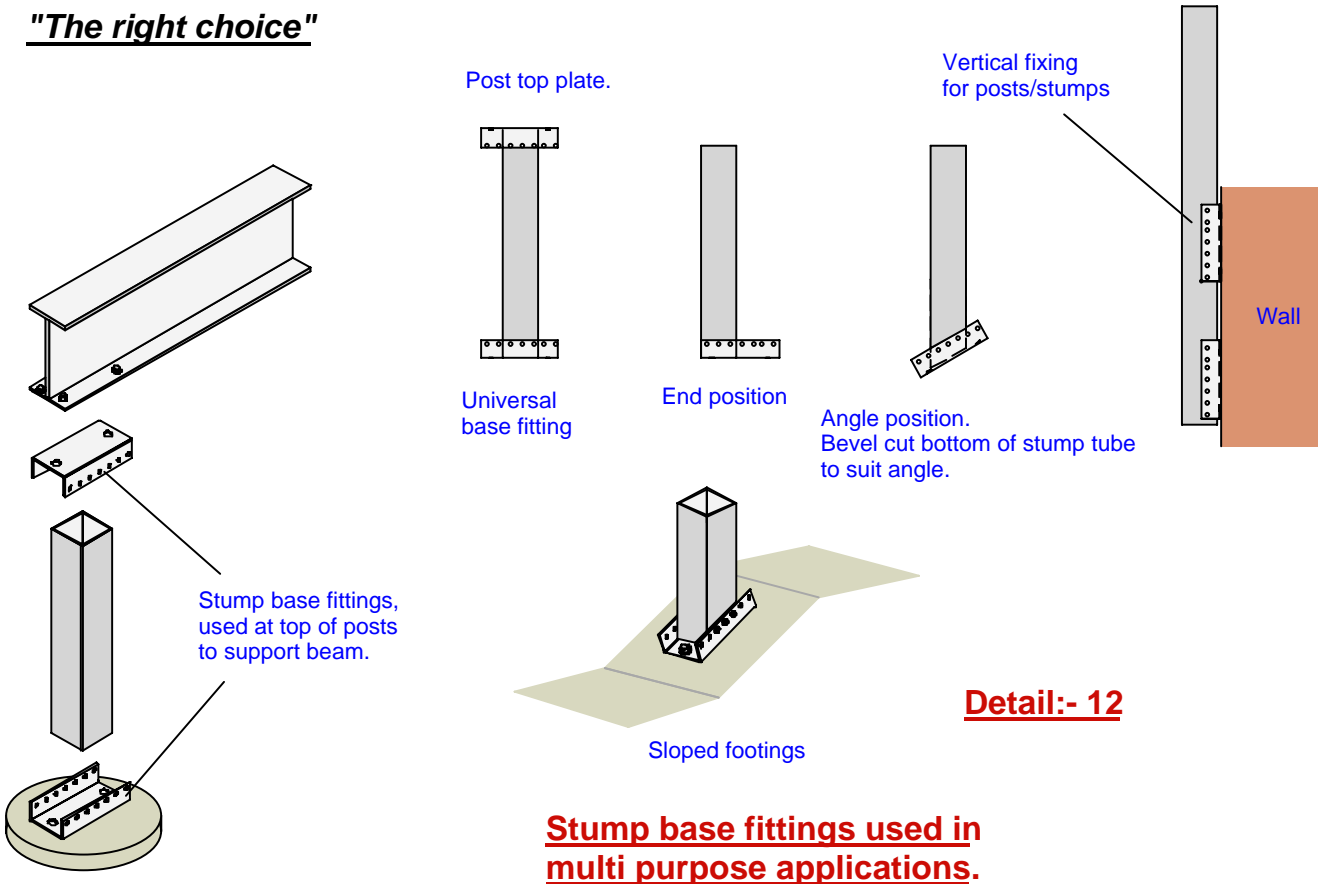 "The right choice"
Post top plate.
Vertical fixing
for posts/stumps
Wall
Universal
base fitting
End position
Angle position.
Bevel cut bottom of stump tube
to suit angle.
Stump base fittings,
used at top of posts
to support beam.
Sloped footings
Detail:- 12
Stump base fittings used in
multi purpose applications.